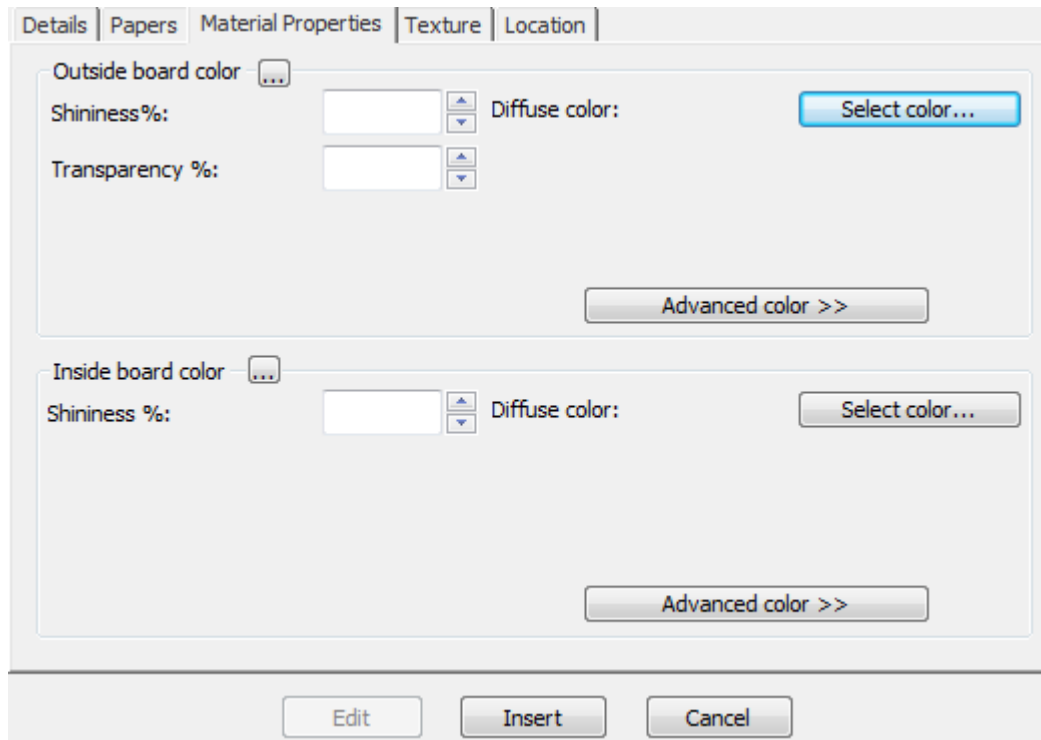 Details Papers Material Properties Texture Location
Outside board color ...
Shininess%: Diffuse color: Select color...
Transparency %:
Advanced color >>
Inside board color ...
Shininess %: Diffuse color: Select color...
Advanced color >>
Edit Insert Cancel